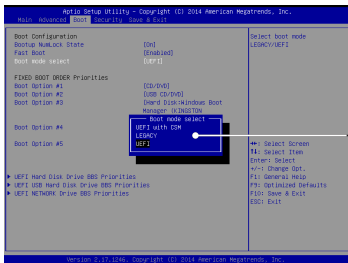 Aptio Setup Utility - Copyright (C) 2014 American Megatrends, Inc.
Main Advanced Boot Security Save & Exit
Boot Configuration
Bootup NumLock State [On]
Fast Boot [Enabled]
Boot mode select [UEFI]
FIXED BOOT ORDER Priorities
Boot Option #1 [CD/DVD]
Boot Option #2 [USB CD/DVD]
Boot Option #3 [Hard Disk:Windows Boot
Manager (KINGSTON
Boot Option #4
Boot Option #5
Boot mode select
UEFI with CSM
LEGACY
UEFI
UEFI Hard Disk Drive BBS Priorities
UEFI USB Hard Disk Drive BBS Priorities
UEFI NETWORK Drive BBS Priorities
Select boot mode
LEGACY/UEFI
→←: Select Screen
↑↓: Select Item
Enter: Select
+/-: Change Opt.
F1: General Help
F9: Optimized Defaults
F10: Save & Exit
ESC: Exit
Version 2.17.1246. Copyright (C) 2014 American Megatrends, Inc.